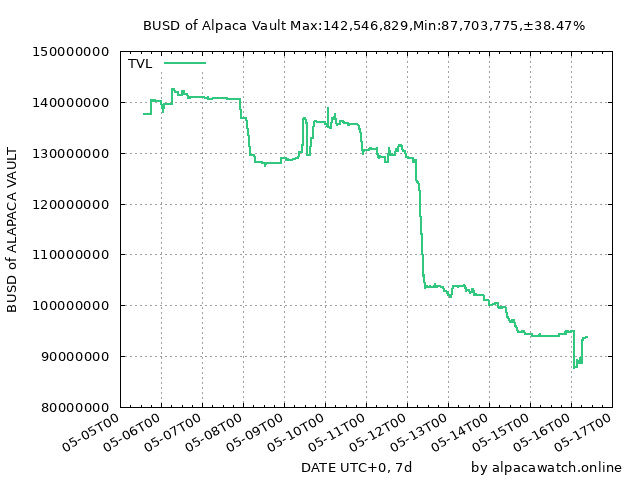 BUSD of Alpaca Vault Max:142,546,829,Min:87,703,775,±38.47%
TVL
150000000
140000000
130000000
120000000
110000000
100000000
90000000
80000000
BUSD of ALAPACA VAULT
05-05T00
05-06T00
05-07T00
05-08T00
05-09T00
05-10T00
05-11T00
05-12T00
05-13T00
05-14T00
05-15T00
05-16T00
05-17T00
DATE UTC+0, 7d
by alpacawatch.online